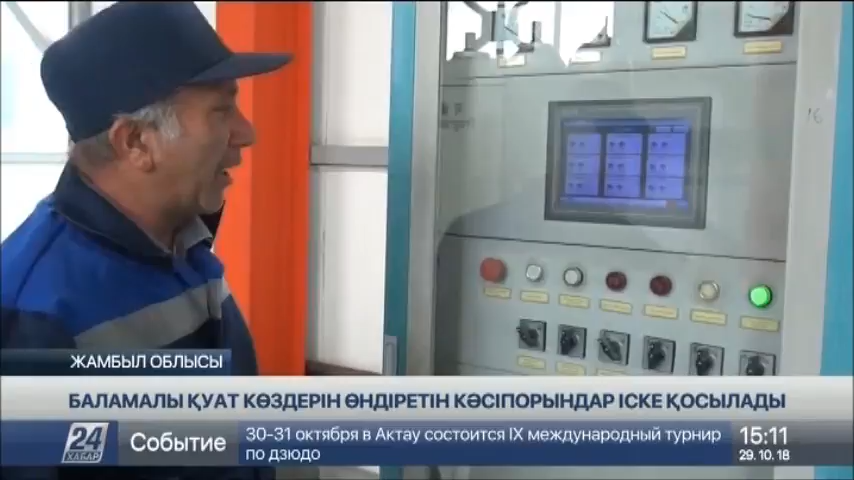 16
ЖАМБЫЛ ОБЛЫСЫ
БАЛАМАЛЫ ҚУАТ КӨЗДЕРІН ӨНДІРЕТІН КӘСІПОРЫНДАР ІСКЕ ҚОСЫЛАДЫ
24
ХАБАР
Событие
30-31 октября в Актау состоится IX международный турнир
по дзюдо
15:11
29.10.18